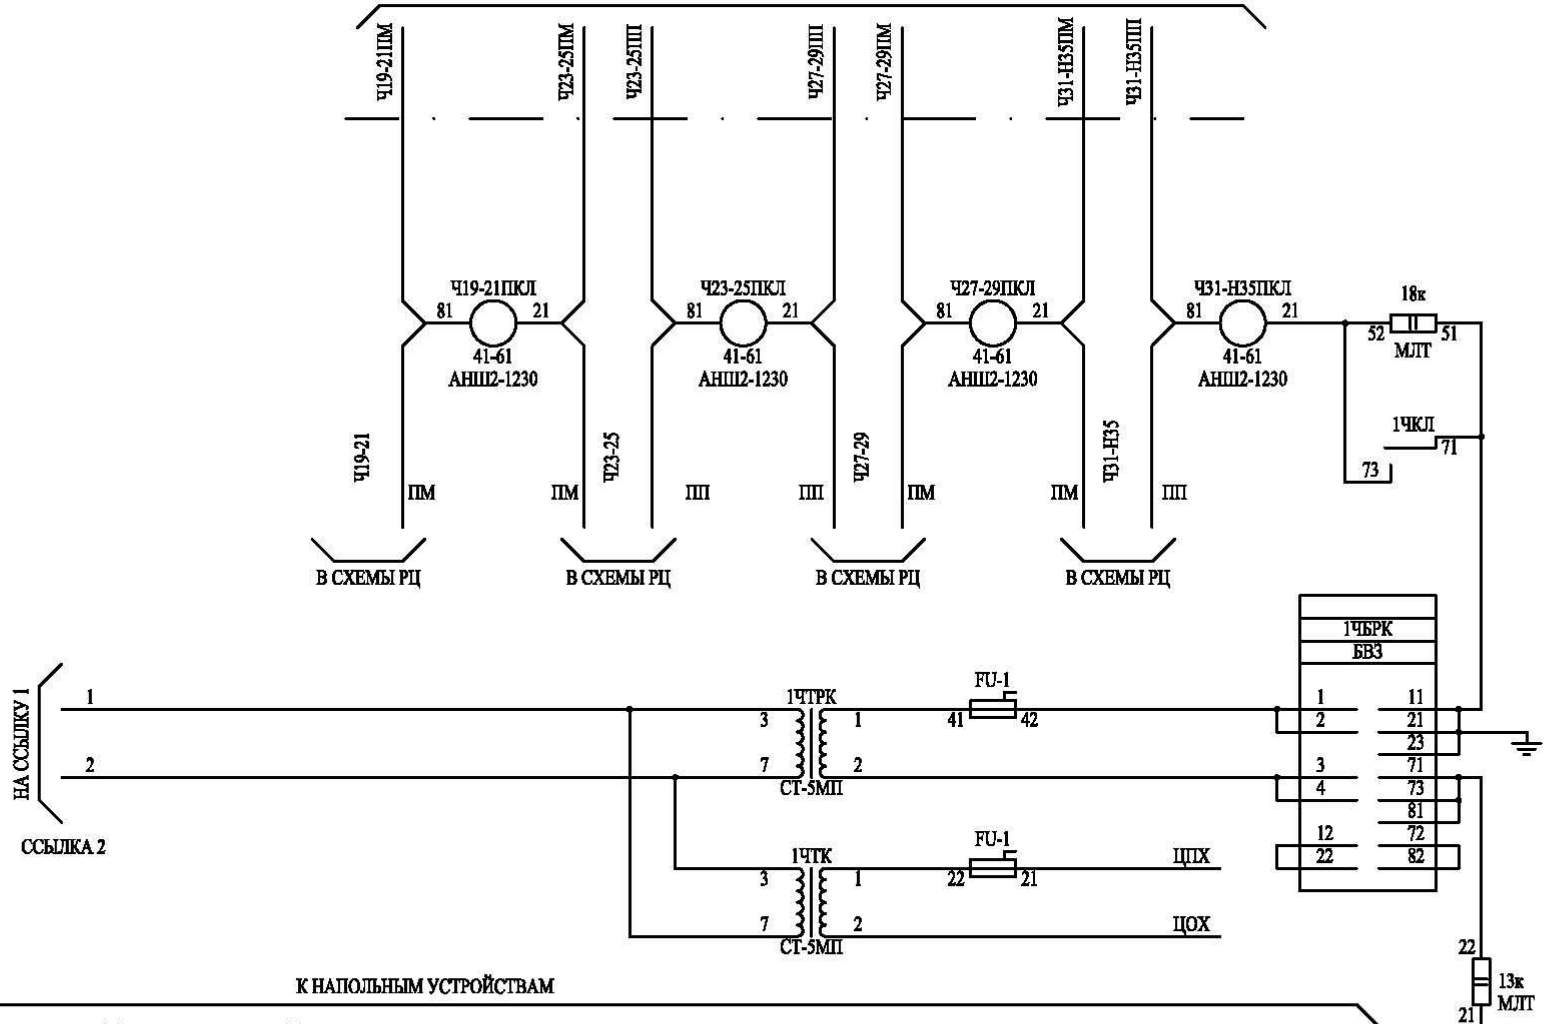 Ч19-21ПМ
Ч23-25ПМ
Ч23-25ПП
Ч27-29ПП
Ч27-29ПМ
Ч31-Н35ПМ
Ч31-Н35ПП
Ч19-21ПКЛ
Ч23-25ПКЛ
Ч27-29ПКЛ
Ч31-Н35ПКЛ
18к
81 21
81 21
81 21
81 21
52 51
41-61
41-61
41-61
41-61
МЛТ
АНШ2-1230
АНШ2-1230
АНШ2-1230
АНШ2-1230
1ЧКЛ
71
73
Ч19-21
Ч23-25
Ч27-29
Ч31-Н35
ПМ
ПМ
ПП
ПП
ПМ
ПМ
ПП
В СХЕМЫ РЦ
В СХЕМЫ РЦ
В СХЕМЫ РЦ
В СХЕМЫ РЦ
1ЧБРК
БВЗ
НА ССЫЛКУ 1
1
2
ССЫЛКА 2
1ЧТРК
3 1
7 2
СТ-5МП
FU-1
41 42
1 11
2 21
23
3 71
4 73
81
12 72
22 82
1ЧТК
3 1
7 2
СТ-5МП
FU-1
22 21
ЦПХ
ЦОХ
22
13к
МЛТ
21
К НАПОЛЬНЫМ УСТРОЙСТВАМ